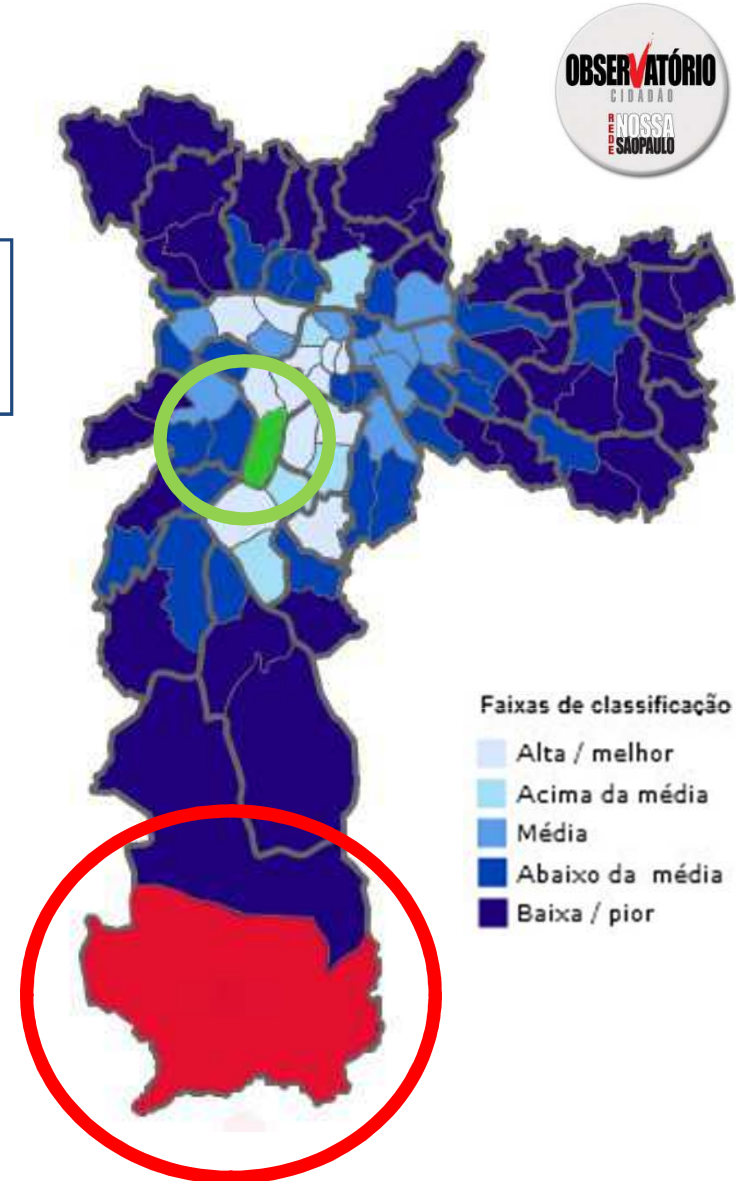 OBSERVATÓRIO
CIDADÃO
REDE NOSSA
SÃOPAULO
Faixas de classificação
Alta / melhor
Acima da média
Média
Abaixo da média
Baixa / pior